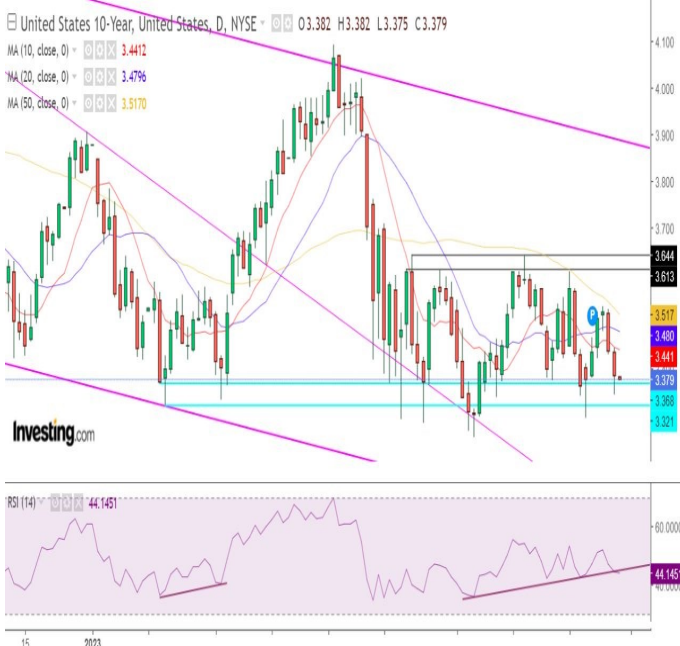 United States 10-Year, United States, D, NYSE O3.382 H3.382 L3.375 C3.379
MA (10, close, 0) 3.4412
MA (20, close, 0) 3.4796
MA (50, close, 0) 3.5170
4.100
4.000
3.900
3.800
3.700
3.644
3.613
3.517
3.480
3.441
3.379
3.368
3.321
P
Investing.com
RSI (14) 44.1451
60.0000
44.1451
40.0000
15 2023